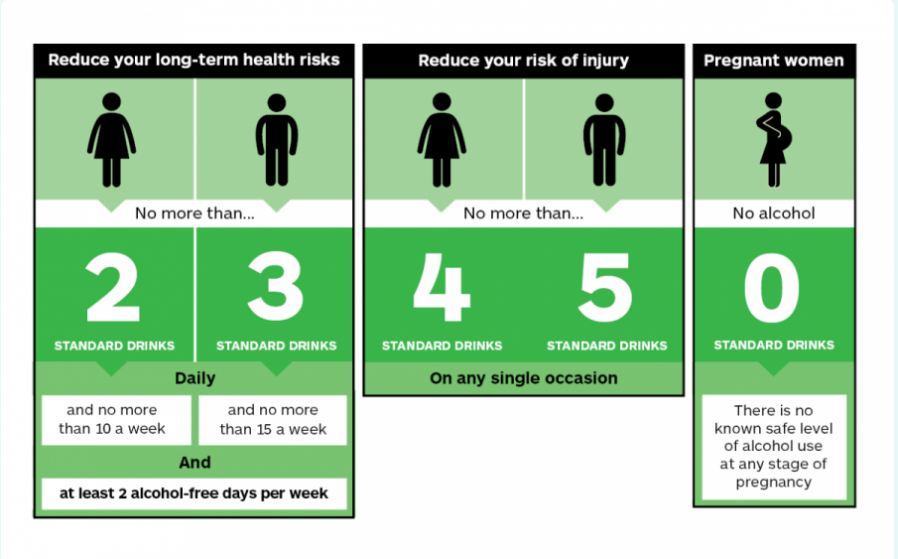 Reduce your long-term health risks
No more than...
2
STANDARD DRINKS
3
STANDARD DRINKS
Daily
and no more
than 10 a week
and no more
than 15 a week
And
at least 2 alcohol-free days per week
Reduce your risk of injury
No more than...
4
STANDARD DRINKS
5
STANDARD DRINKS
On any single occasion
Pregnant women
No alcohol
0
STANDARD DRINKS
There is no
known safe level
of alcohol use
at any stage of
pregnancy